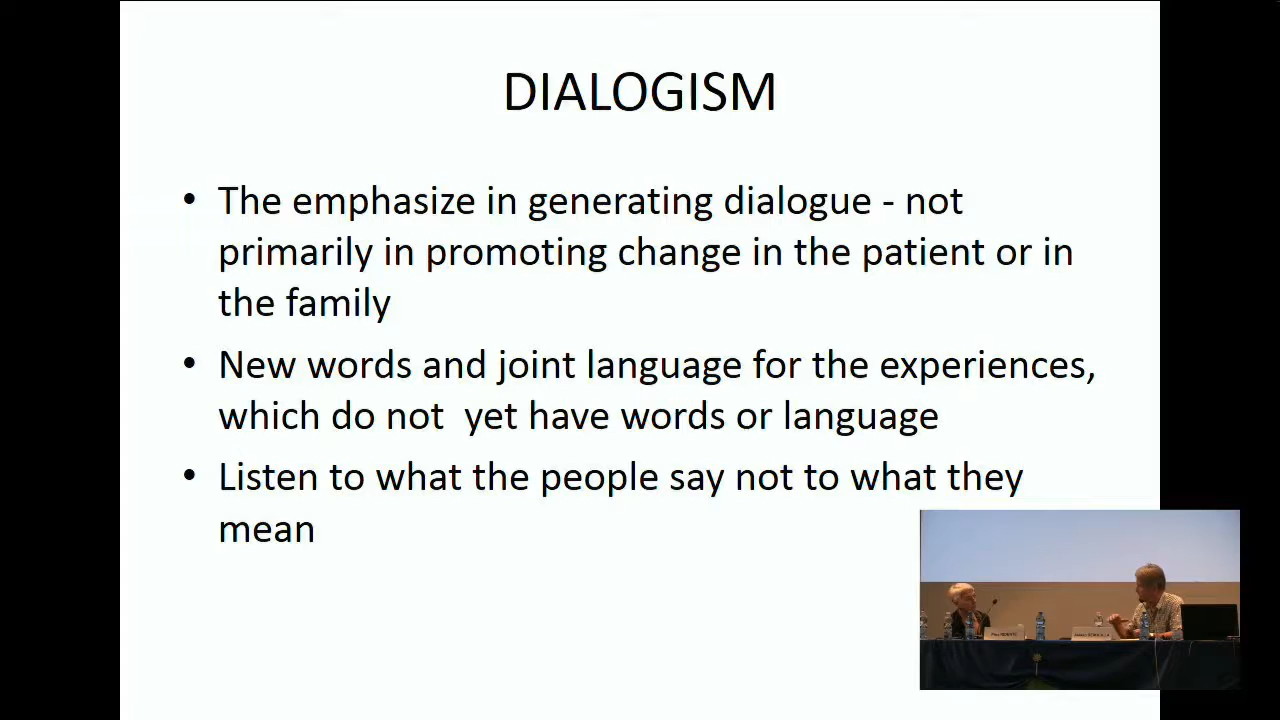 DIALOGISM
• The emphasize in generating dialogue - not
primarily in promoting change in the patient or in
the family
• New words and joint language for the experiences,
which do not  yet have words or language
• Listen to what the people say not to what they
mean